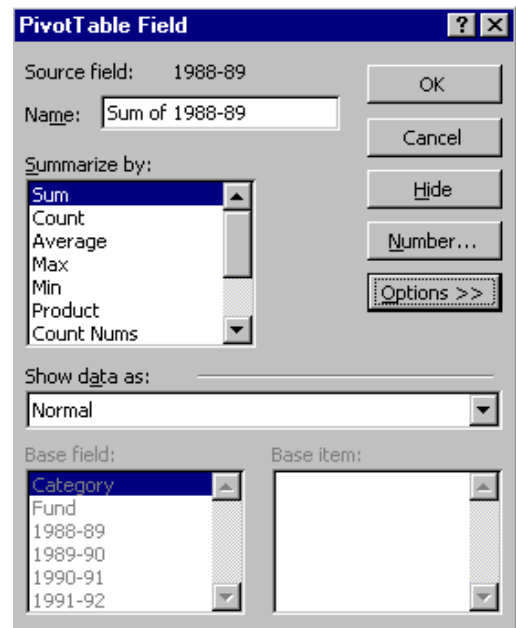 PivotTable Field
Source field: 1988-89
OK
Name: Sum of 1988-89
Cancel
Summarize by:
Hide
Sum
Count
Average
Number...
Max
Min
Options >>
Product
Count Nums
Show data as:
Normal
Base field: Base item:
Category
Fund
1988-89
1989-90
1990-91
1991-92